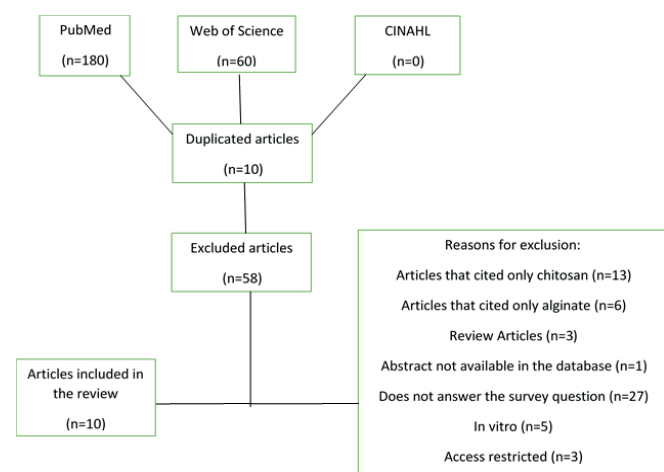 PubMed
(n=180)
Web of Science
(n=60)
CINAHL
(n=0)
Duplicated articles
(n=10)
Excluded articles
(n=58)
Reasons for exclusion:
Articles that cited only chitosan (n=13)
Articles that cited only alginate (n=6)
Review Articles (n=3)
Abstract not available in the database (n=1)
Does not answer the survey question (n=27)
In vitro (n=5)
Access restricted (n=3)
Articles included in
the review
(n=10)